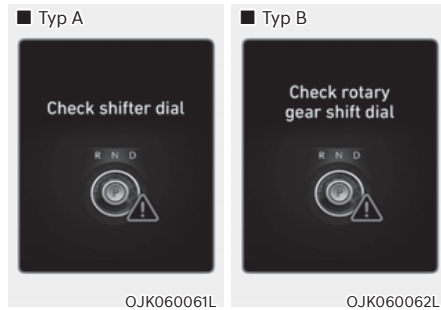 ■ Typ A
Check shifter dial
R N D
P
OJK060061L
■ Typ B
Check rotary
gear shift dial
R N D
P
OJK060062L